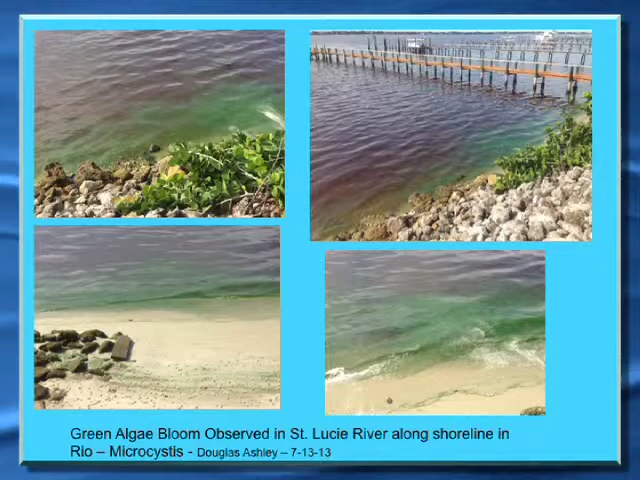 Green Algae Bloom Observed in St. Lucie River along shoreline in
Rio – Microcystis - Douglas Ashley – 7-13-13